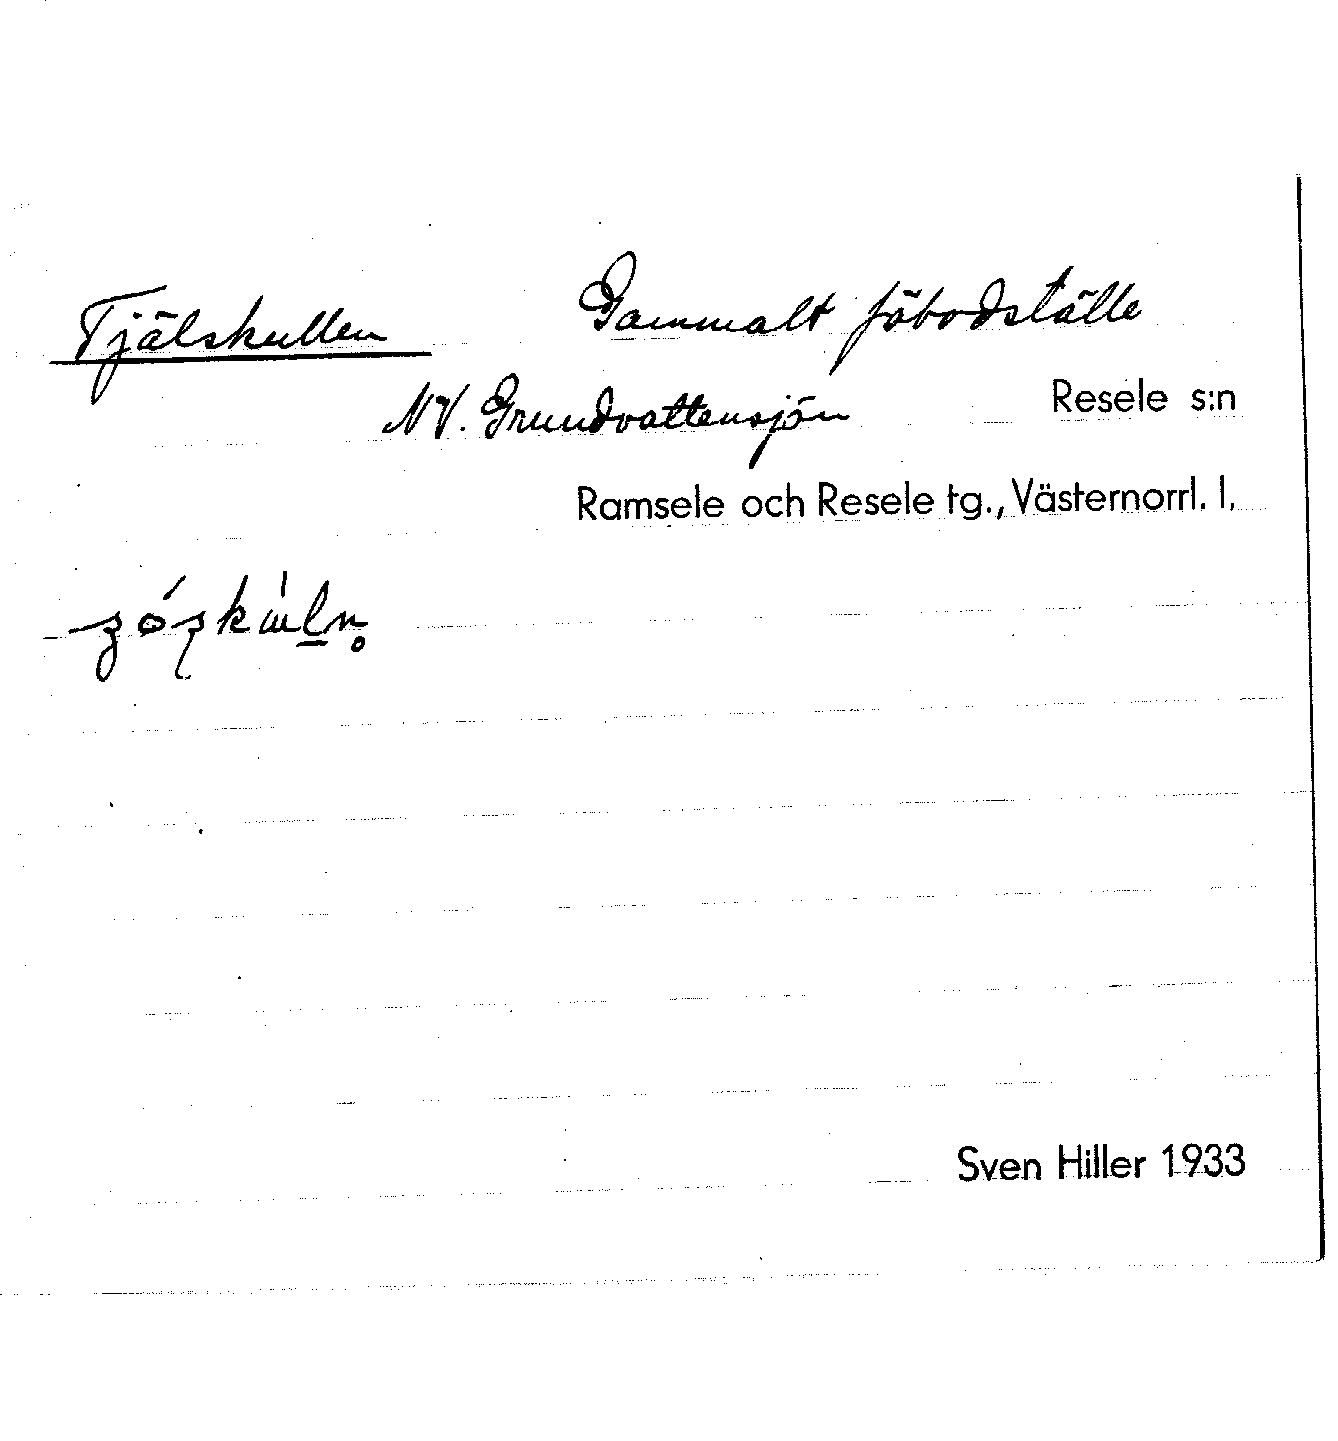 Tjälskullen Gammalt fäbodställe
NV. Grundvattensjön Resele s:n
Ramsele och Resele tg., Västernorrl. l.
Sven Hiller 1933